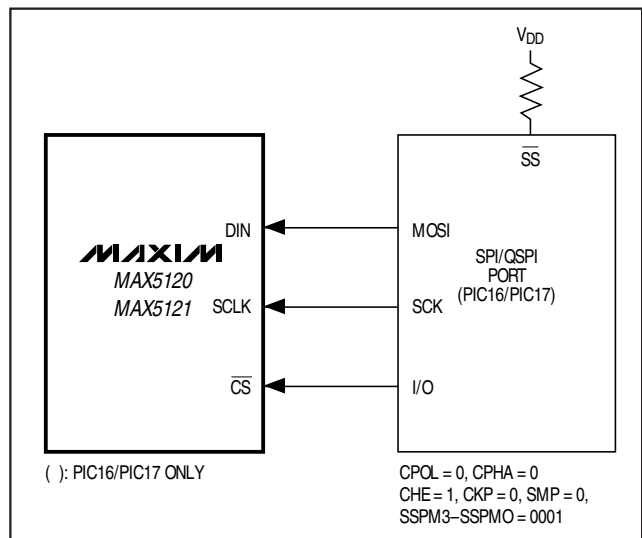 VDD
SS
DIN
MOSI
MAXIM
MAX5120
MAX5121
SPI/QSPI
PORT
(PIC16/PIC17)
SCLK
SCK
CS
I/O
( ): PIC16/PIC17 ONLY
CPOL = 0, CPHA = 0
CHE = 1, CKP = 0, SMP = 0,
SSPM3–SSPMO = 0001